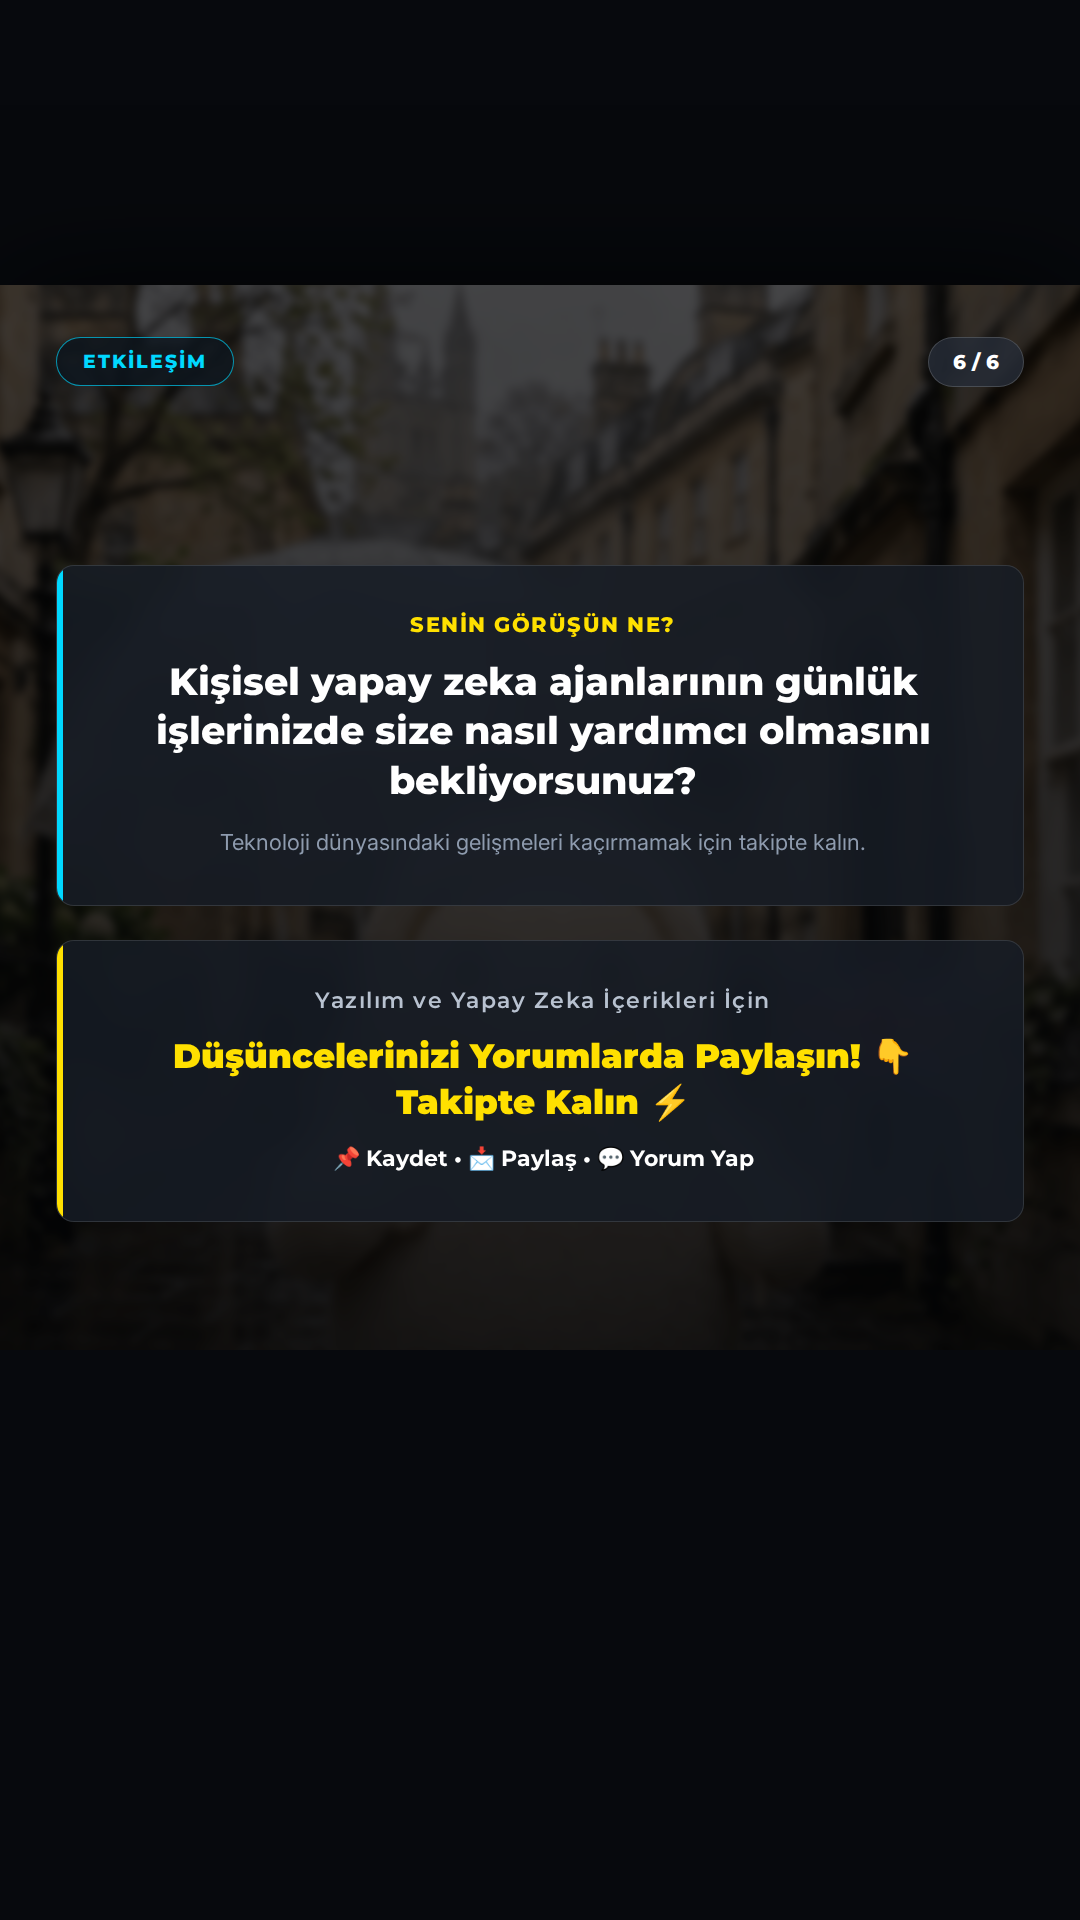 ETKİLEŞİM
6 / 6
SENİN GÖRÜŞÜN NE?
Kişisel yapay zeka ajanlarının günlük
işlerinizde size nasıl yardımcı olmasını
bekliyorsunuz?
Teknoloji dünyasındaki gelişmeleri kaçırmamak için takipte kalın.
Yazılım ve Yapay Zeka İçerikleri İçin
Düşüncelerinizi Yorumlarda Paylaşın! 👇
Takipte Kalın ⚡
📌 Kaydet • 📩 Paylaş • 💬 Yorum Yap